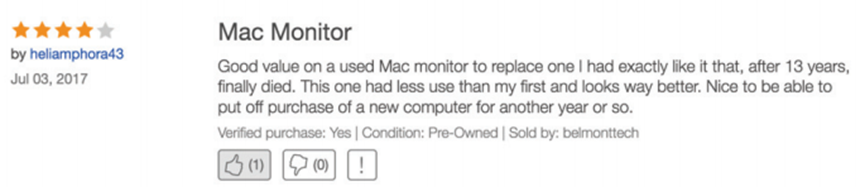 Mac Monitor
by heliamphora43
Jul 03, 2017
Good value on a used Mac monitor to replace one I had exactly like it that, after 13 years,
finally died. This one had less use than my first and looks way better. Nice to be able to
put off purchase of a new computer for another year or so.
Verified purchase: Yes | Condition: Pre-Owned | Sold by: belmonttech
(1) (0) !